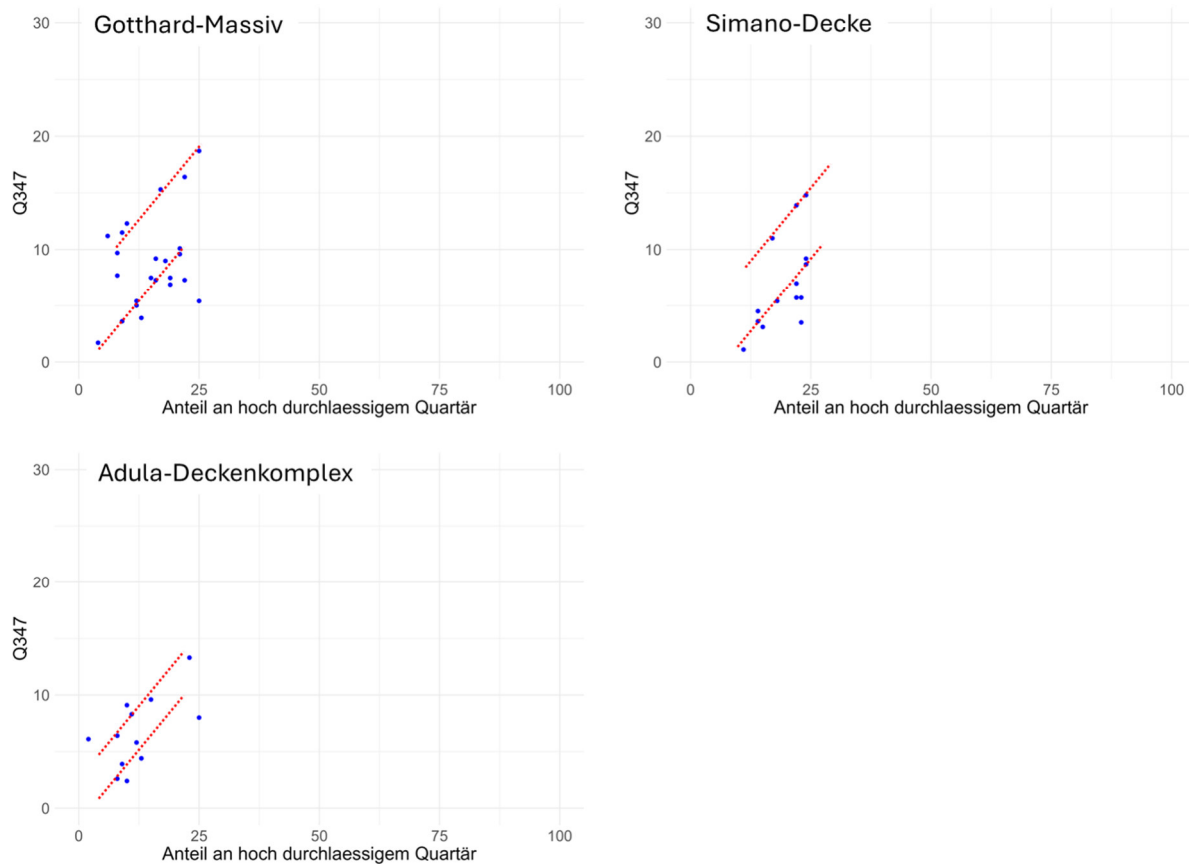 Gotthard-Massiv
30
20
10
0
Q347
0 25 50 75 100
Anteil an hoch durchlaessigem Quartär
Simano-Decke
30
20
10
0
Q347
0 25 50 75 100
Anteil an hoch durchlaessigem Quartär
Adula-Deckenkomplex
30
20
10
0
Q347
0 25 50 75 100
Anteil an hoch durchlaessigem Quartär